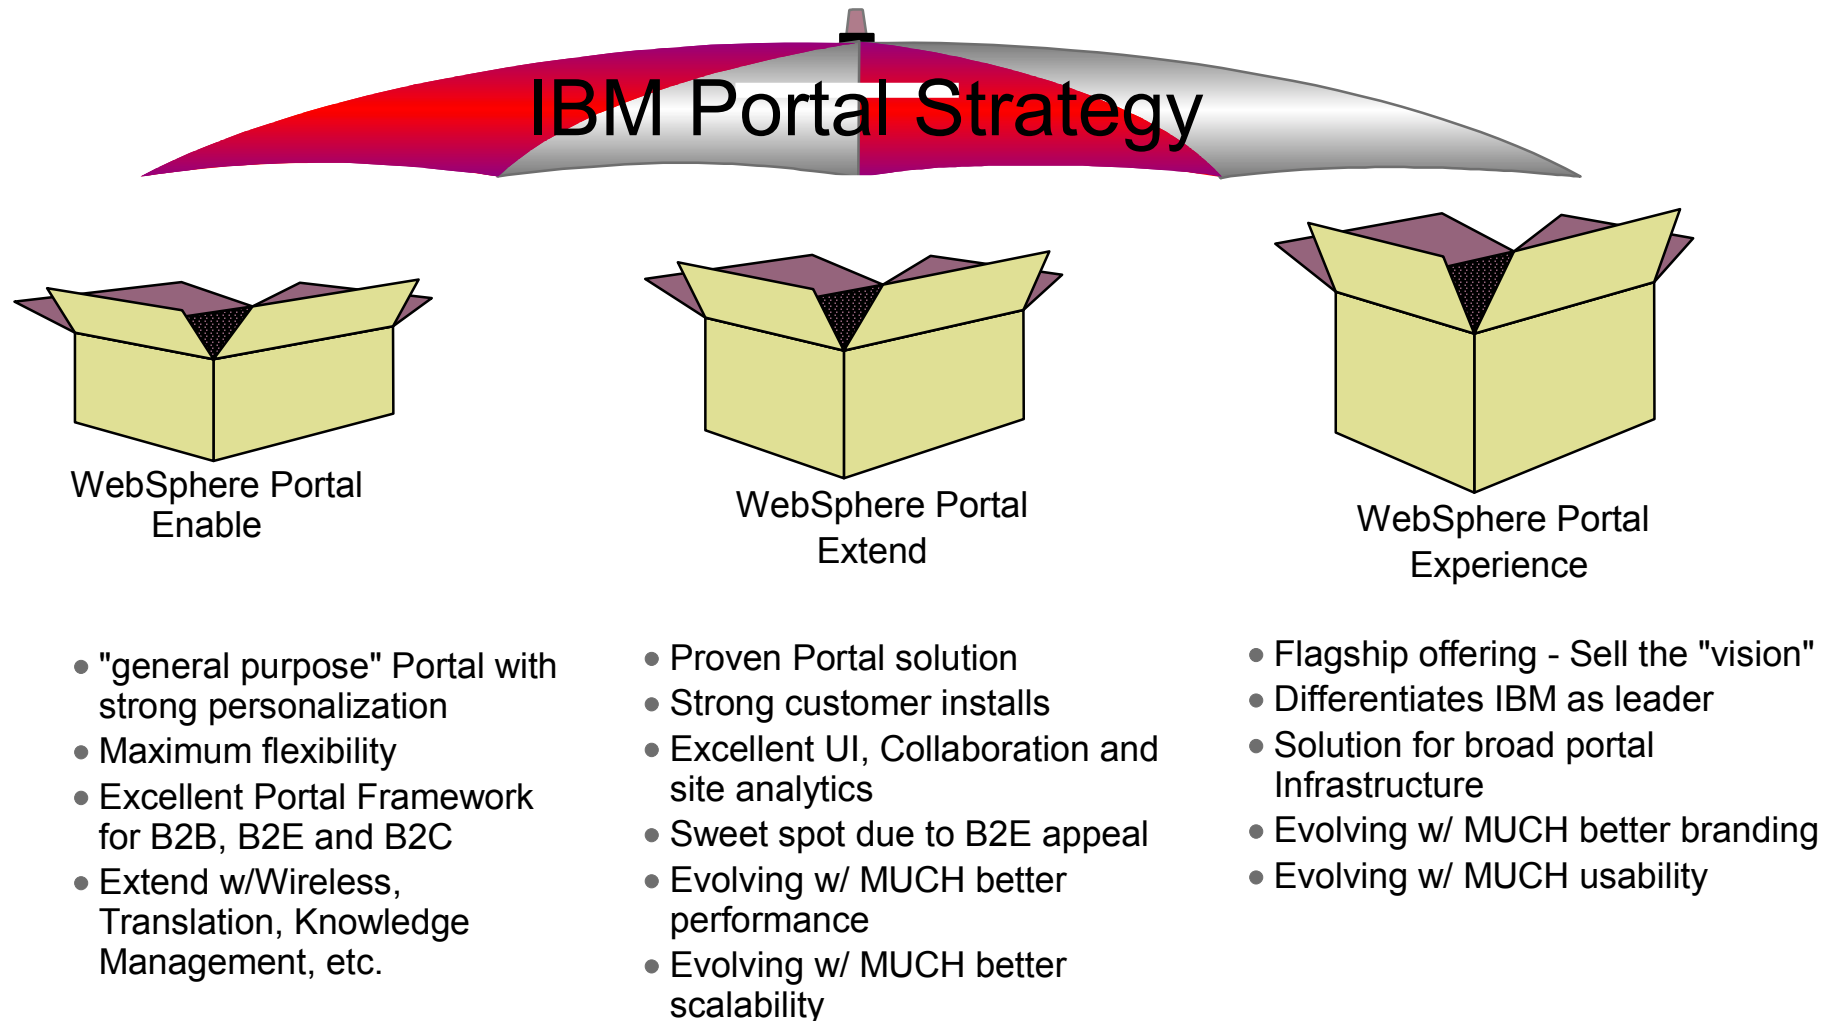 IBM Portal Strategy
WebSphere Portal
Enable
WebSphere Portal
Extend
WebSphere Portal
Experience
"general purpose" Portal with
strong personalization
Maximum flexibility
Excellent Portal Framework
for B2B, B2E and B2C
Extend w/Wireless,
Translation, Knowledge
Management, etc.
Proven Portal solution
Strong customer installs
Excellent UI, Collaboration and
site analytics
Sweet spot due to B2E appeal
Evolving w/ MUCH better
performance
Evolving w/ MUCH better
scalability
Flagship offering - Sell the "vision"
Differentiates IBM as leader
Solution for broad portal
Infrastructure
Evolving w/ MUCH better branding
Evolving w/ MUCH usability